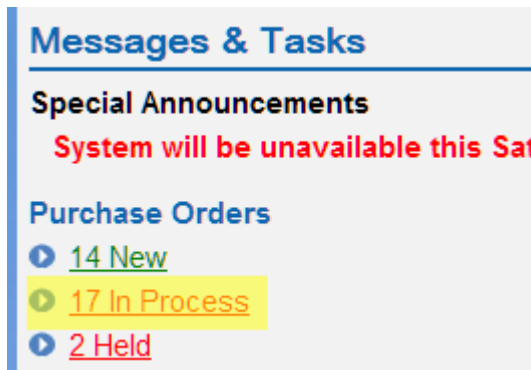 Messages & Tasks
Special Announcements
System will be unavailable this
Purchase Orders
14 New
17 In Process
2 Held